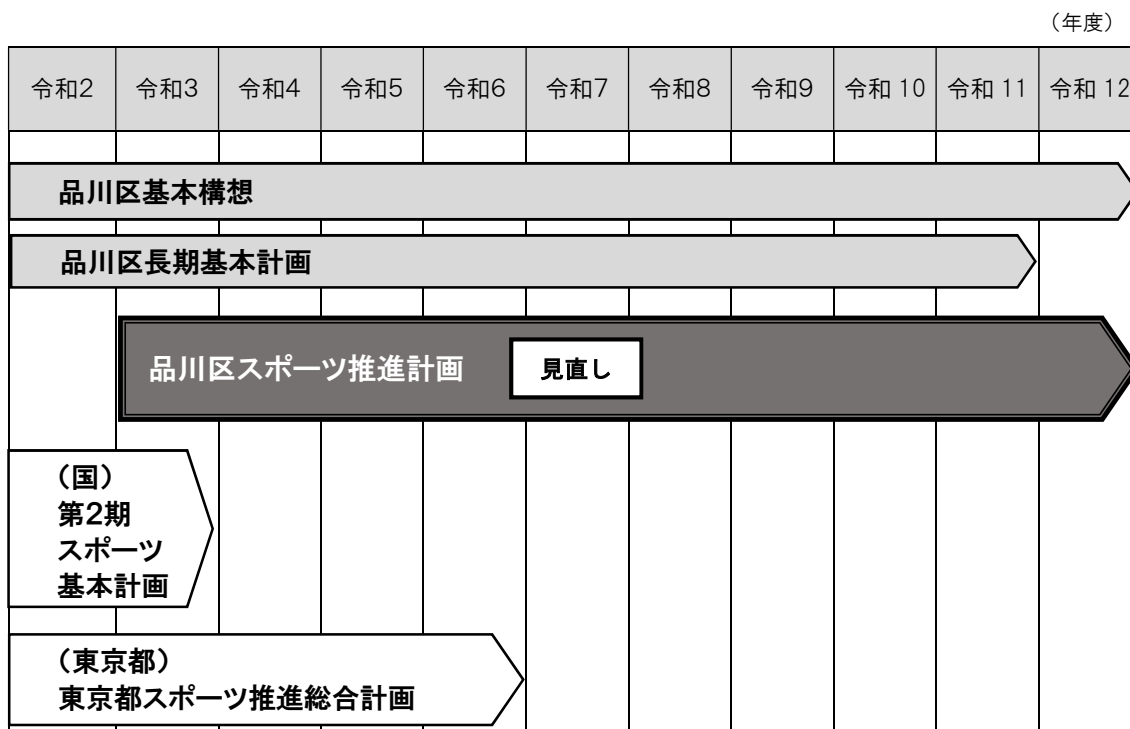 （年度）
令和2 令和3 令和4 令和5 令和6 令和7 令和8 令和9 令和 10 令和 11 令和 12
品川区基本構想
品川区長期基本計画
品川区スポーツ推進計画 見直し
（国）
第2期
スポーツ
基本計画
（東京都）
東京都スポーツ推進総合計画